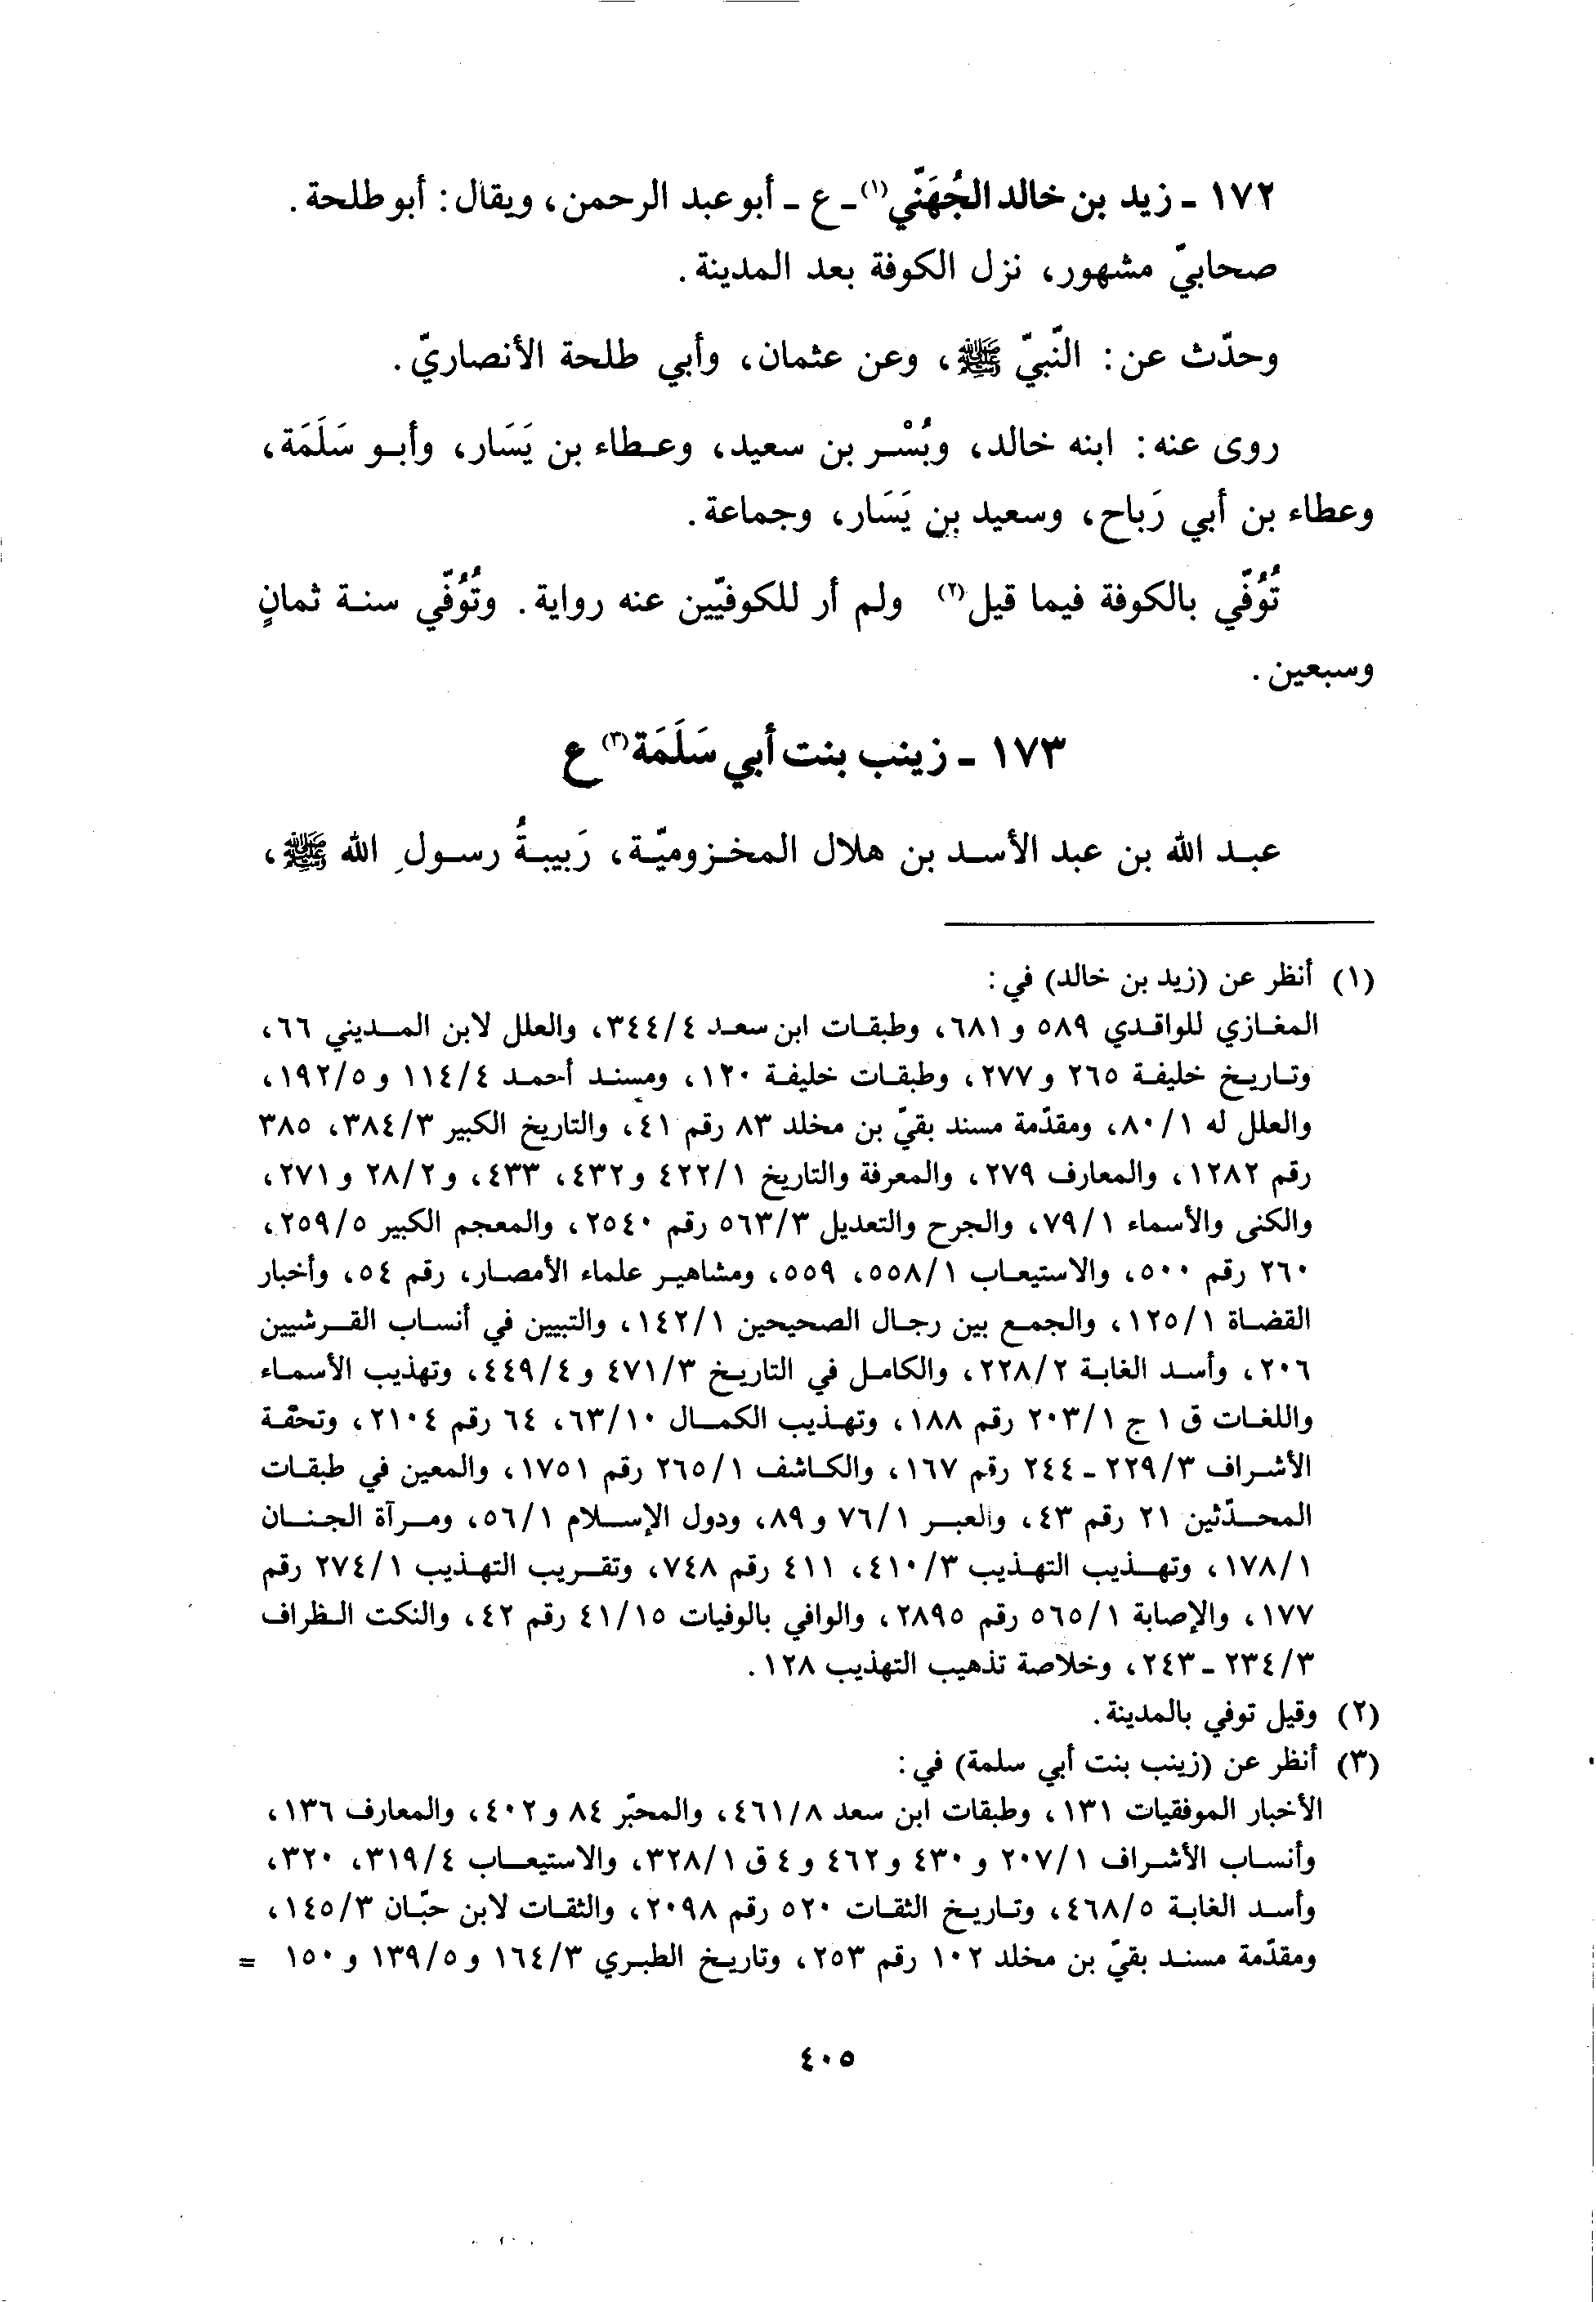 ١٧٢ - زيد بن خالد الجُهَنّي(١) - ع - أبو عبد الرحمن، ويقال: أبو طلحة.
صحابيّ مشهور، نزل الكوفة بعد المدينة.
وحدّث عن: النّبيّ ﷺ، وعن عثمان، وأبي طلحة الأنصاريّ.
روى عنه: ابنه خالد، وبُسْر بن سعيد، وعطاء بن يَسَار، وأبو سَلَمَة،
وعطاء بن أبي رَباح، وسعيد بن يَسَار، وجماعة.
تُوُفّي بالكوفة فيما قيل(٢) ولم أر للكوفيّين عنه رواية. وتُوُفّي سنة ثمانٍ
وسبعين.
١٧٣ - زينب بنت أبي سَلَمَة(٣) ع
عبد الله بن عبد الأسد بن هلال المخزوميّة، رَبيبةُ رسولِ الله ﷺ،
(١) أنظر عن (زيد بن خالد) في:
المغازي للواقدي ٥٨٩ و ٦٨١، وطبقات ابن سعد ٣٤٤/٤، والعلل لابن المديني ٦٦،
وتاريخ خليفة ٢٦٥ و ٢٧٧، وطبقات خليفة ١٢٠، ومسند أحمد ١١٤/٤ و ١٩٢/٥،
والعلل له ٨٠/١، ومقدّمة مسند بقيّ بن مخلد ٨٣ رقم ٤١، والتاريخ الكبير ٣٨٤/٣، ٣٨٥
رقم ١٢٨٢، والمعارف ٢٧٩، والمعرفة والتاريخ ٤٢٢/١ و ٤٣٢، ٤٣٣، و ٢٨/٢ و ٢٧١،
والكنى والأسماء ٧٩/١، والجرح والتعديل ٥٦٣/٣ رقم ٢٥٤٠، والمعجم الكبير ٢٥٩/٥،
٢٦٠ رقم ٥٠٠، والاستيعاب ٥٥٨/١، ٥٥٩، ومشاهير علماء الأمصار، رقم ٥٤، وأخبار
القضاة ١٢٥/١، والجمع بين رجال الصحيحين ١٤٢/١، والتبيين في أنساب القرشيين
٢٠٦، وأسد الغابة ٢٢٨/٢، والكامل في التاريخ ٤٧١/٣ و ٤٤٩/٤، وتهذيب الأسماء
واللغات ق ١ ج ٢٠٣/١ رقم ١٨٨، وتهذيب الكمال ٦٣/١٠، ٦٤ رقم ٢١٠٤، وتحفة
الأشراف ٢٢٩/٣ - ٢٤٤ رقم ١٦٧، والكاشف ٢٦٥/١ رقم ١٧٥١، والمعين في طبقات
المحدّثين ٢١ رقم ٤٣، والعبر ٧٦/١ و ٨٩، ودول الإسلام ٥٦/١، ومرآة الجنان
١٧٨/١، وتهذيب التهذيب ٤١٠/٣، ٤١١ رقم ٧٤٨، وتقريب التهذيب ٢٧٤/١ رقم
١٧٧، والإصابة ٥٦٥/١ رقم ٢٨٩٥، والوافي بالوفيات ٤١/١٥ رقم ٤٢، والنكت الظراف
٢٣٤/٣ - ٢٤٣، وخلاصة تذهيب التهذيب ١٢٨.
(٢) وقيل توفي بالمدينة.
(٣) أنظر عن (زينب بنت أبي سلمة) في:
الأخبار الموفقيات ١٣١، وطبقات ابن سعد ٤٦١/٨، والمحبّر ٨٤ و ٤٠٢، والمعارف ١٣٦،
وأنساب الأشراف ٢٠٧/١ و ٤٣٠ و ٤٦٢ و ٤ ق ٣٢٨/١، والاستيعاب ٣١٩/٤، ٣٢٠،
وأسد الغابة ٤٦٨/٥، وتاريخ الثقات ٥٢٠ رقم ٢٠٩٨، والثقات لابن حبّان ١٤٥/٣،
ومقدّمة مسند بقيّ بن مخلد ١٠٢ رقم ٢٥٣، وتاريخ الطبري ١٦٤/٣ و ١٣٩/٥ و ١٥٠ =
٤٠٥